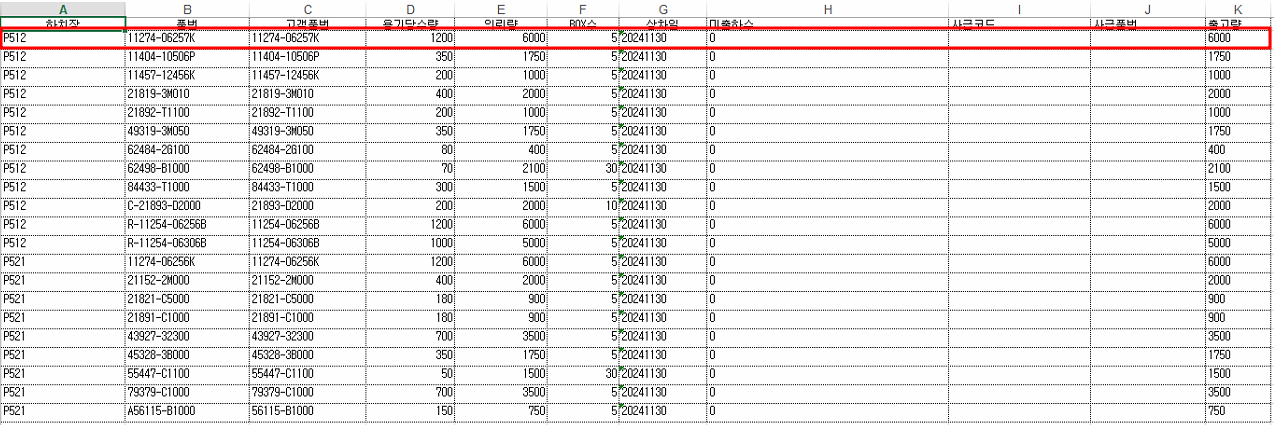 A B C D E F G H I J K
하치장 품번 고객품번 용기당수량 의뢰량 BOX수 상차일 미출하수 사급코드 사급품번 출고량
P512 11274-06257K 11274-06257K 1200 6000 5 20241130 0 6000
P512 11404-10506P 11404-10506P 350 1750 5 20241130 0 1750
P512 11457-12456K 11457-12456K 200 1000 5 20241130 0 1000
P512 21819-3M010 21819-3M010 400 2000 5 20241130 0 2000
P512 21892-T1100 21892-T1100 200 1000 5 20241130 0 1000
P512 49319-3M050 49319-3M050 350 1750 5 20241130 0 1750
P512 62484-2G100 62484-2G100 80 400 5 20241130 0 400
P512 62498-B1000 62498-B1000 70 2100 30 20241130 0 2100
P512 84433-T1000 84433-T1000 300 1500 5 20241130 0 1500
P512 C-21893-D2000 21893-D2000 200 2000 10 20241130 0 2000
P512 R-11254-06256B 11254-06256B 1200 6000 5 20241130 0 6000
P512 R-11254-06306B 11254-06306B 1000 5000 5 20241130 0 5000
P521 11274-06256K 11274-06256K 1200 6000 5 20241130 0 6000
P521 21152-2M000 21152-2M000 400 2000 5 20241130 0 2000
P521 21821-C5000 21821-C5000 180 900 5 20241130 0 900
P521 21891-C1000 21891-C1000 180 900 5 20241130 0 900
P521 43927-32300 43927-32300 700 3500 5 20241130 0 3500
P521 45328-3B000 45328-3B000 350 1750 5 20241130 0 1750
P521 55447-C1100 55447-C1100 50 1500 30 20241130 0 1500
P521 79379-C1000 79379-C1000 700 3500 5 20241130 0 3500
P521 A56115-B1000 56115-B1000 150 750 5 20241130 0 750